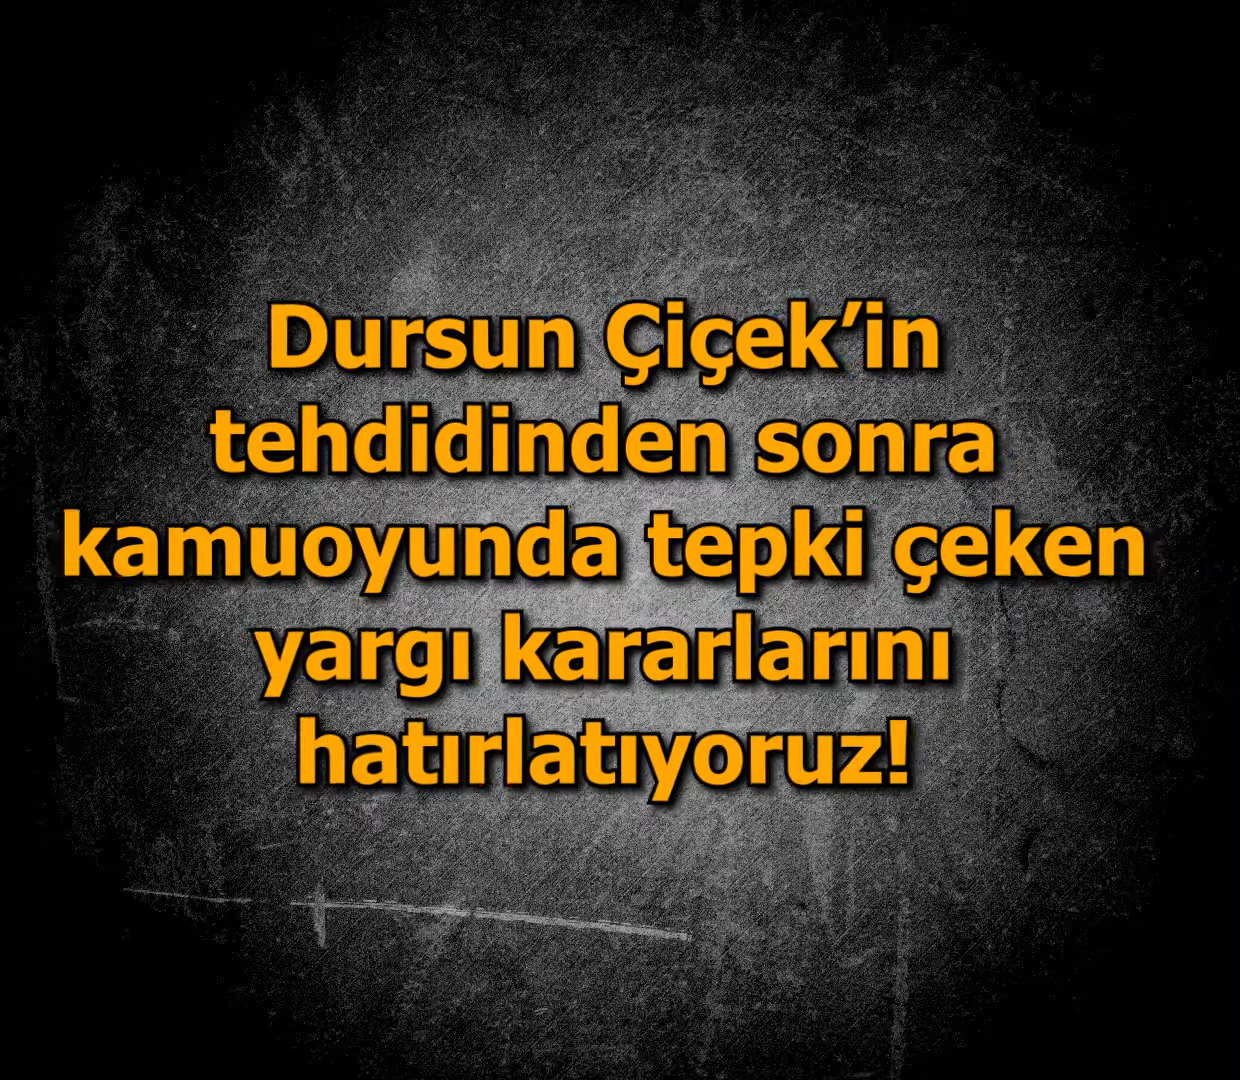 Dursun Çiçek’in
tehdidinden sonra
kamuoyunda tepki çeken
yargı kararlarını
hatırlatıyoruz!